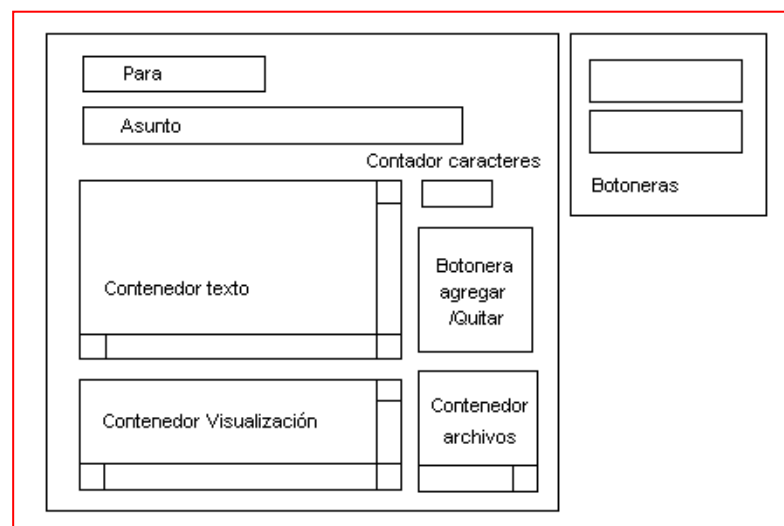 Para
Asunto
Contador caracteres
Contenedor texto
Botonera
agregar
/Quitar
Contenedor Visualización
Contenedor
archivos
Botoneras